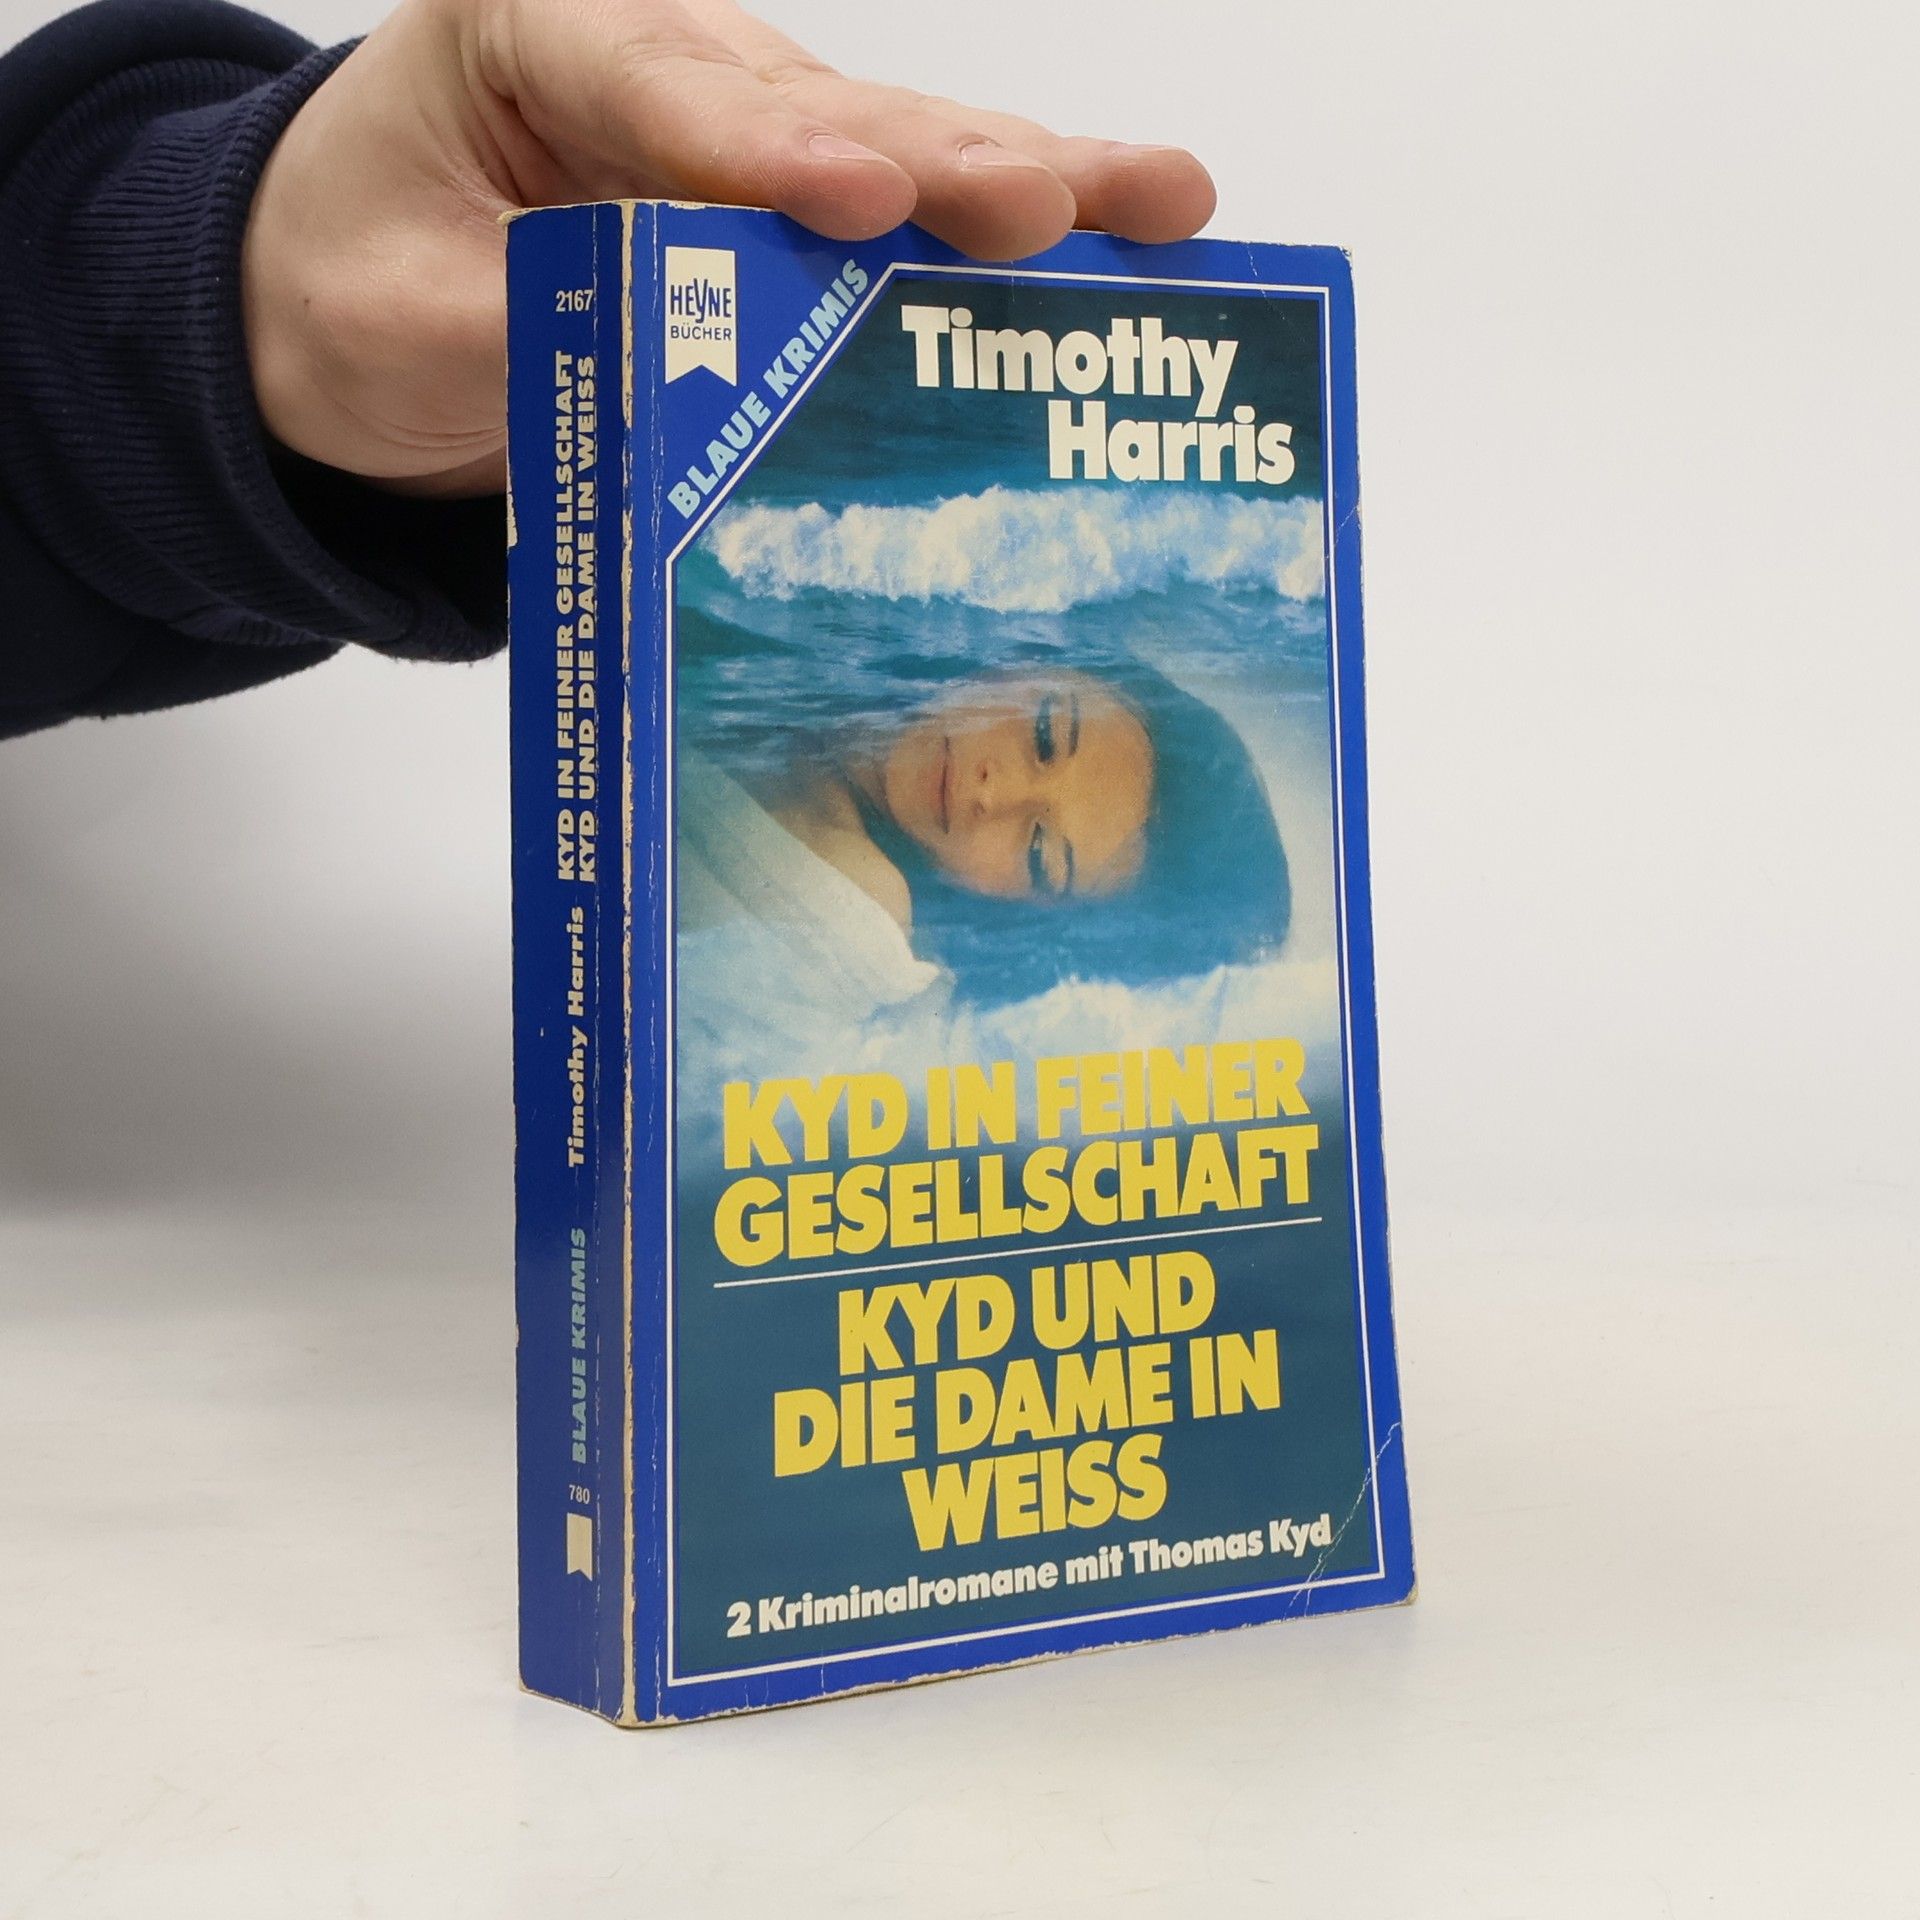 2167
KYD IN FEINER GESELLSCHAFT
KYD UND DIE DAME IN WEISS
Timothy Harris
BLAUE KRIMIS
780
HEYNE
BÜCHER
BLAUE KRIMIS
Timothy
Harris
KYD IN FEINER
GESELLSCHAFT
KYD UND
DIE DAME IN
WEISS
2 Kriminalromane mit Thomas Kyd